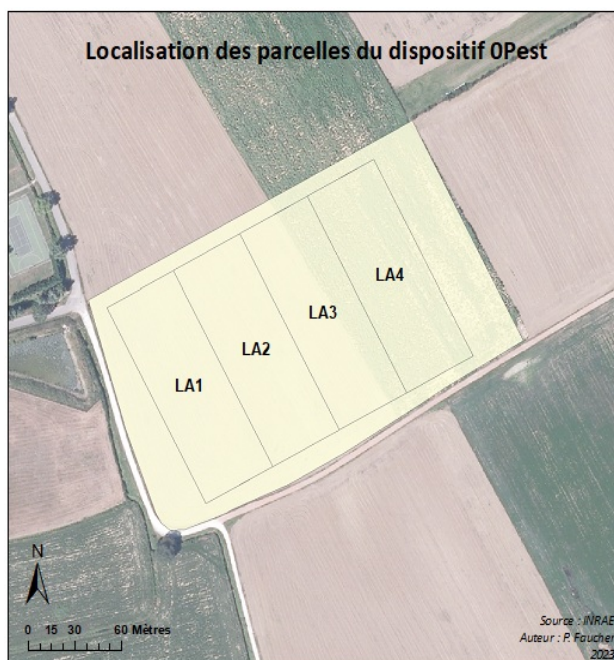 Localisation des parcelles du dispositif 0Pest
LA4
LA3
LA2
LA1
N
0 15 30 60 Mètres
Source : INRAE
Auteur : P. Faucher
2023